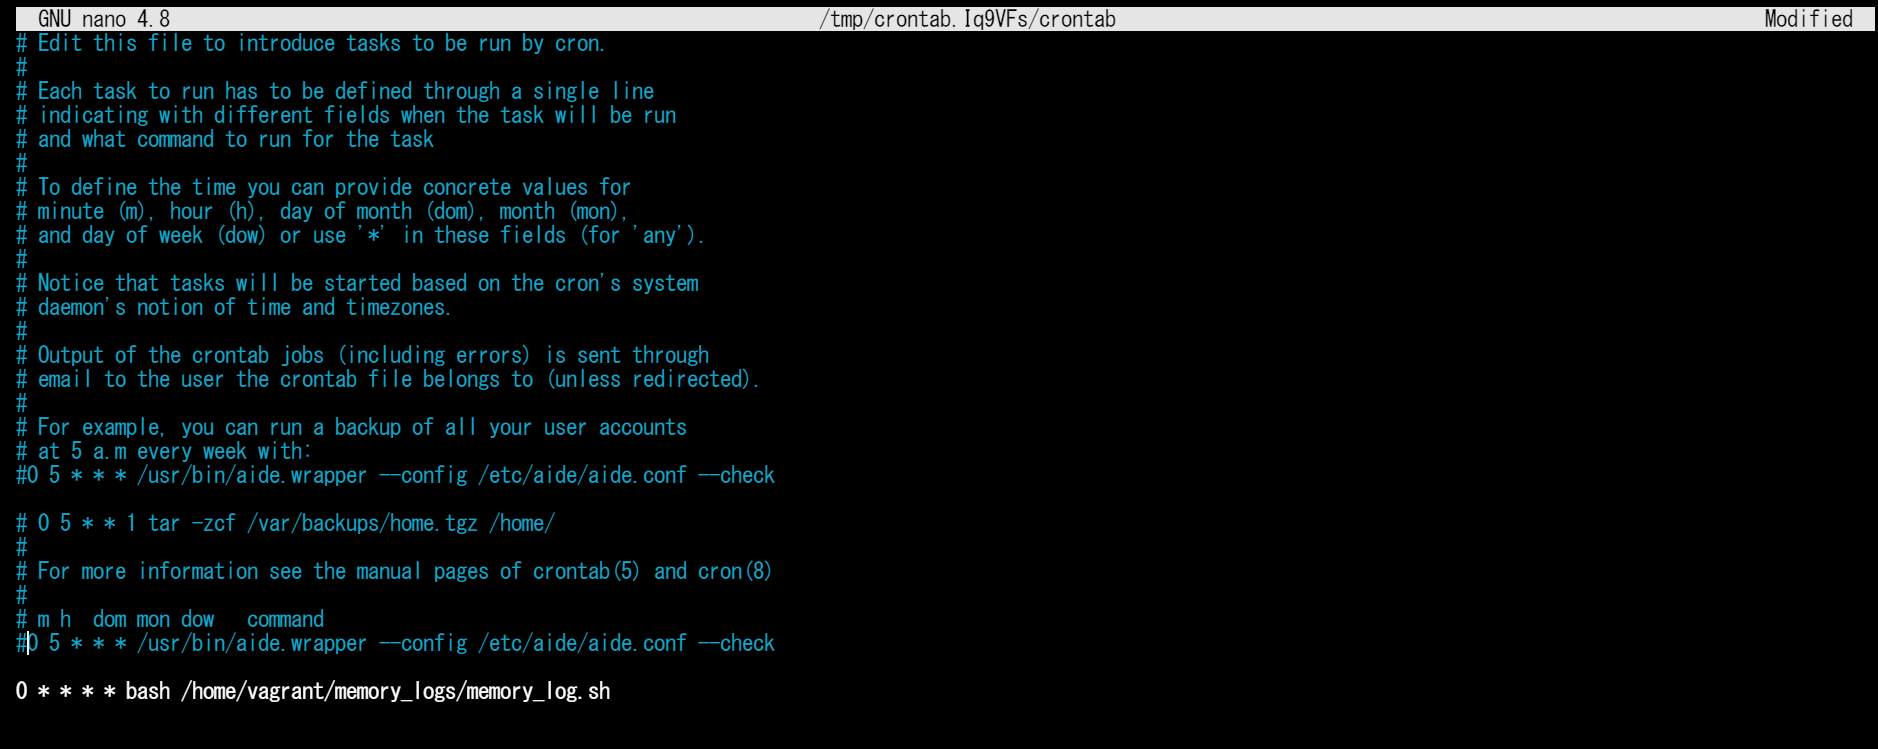 GNU nano 4.8 /tmp/crontab.Iq9VFs/crontab Modified
# Edit this file to introduce tasks to be run by cron.
#
# Each task to run has to be defined through a single line
# indicating with different fields when the task will be run
# and what command to run for the task
#
# To define the time you can provide concrete values for
# minute (m), hour (h), day of month (dom), month (mon),
# and day of week (dow) or use '*' in these fields (for 'any').
#
# Notice that tasks will be started based on the cron's system
# daemon's notion of time and timezones.
#
# Output of the crontab jobs (including errors) is sent through
# email to the user the crontab file belongs to (unless redirected).
#
# For example, you can run a backup of all your user accounts
# at 5 a.m every week with:
#0 5 * * * /usr/bin/aide.wrapper --config /etc/aide/aide.conf --check
# 0 5 * * 1 tar -zcf /var/backups/home.tgz /home/
#
# For more information see the manual pages of crontab(5) and cron(8)
#
# m h  dom mon dow   command
#0 5 * * * /usr/bin/aide.wrapper --config /etc/aide/aide.conf --check
0 * * * * bash /home/vagrant/memory_logs/memory_log.sh